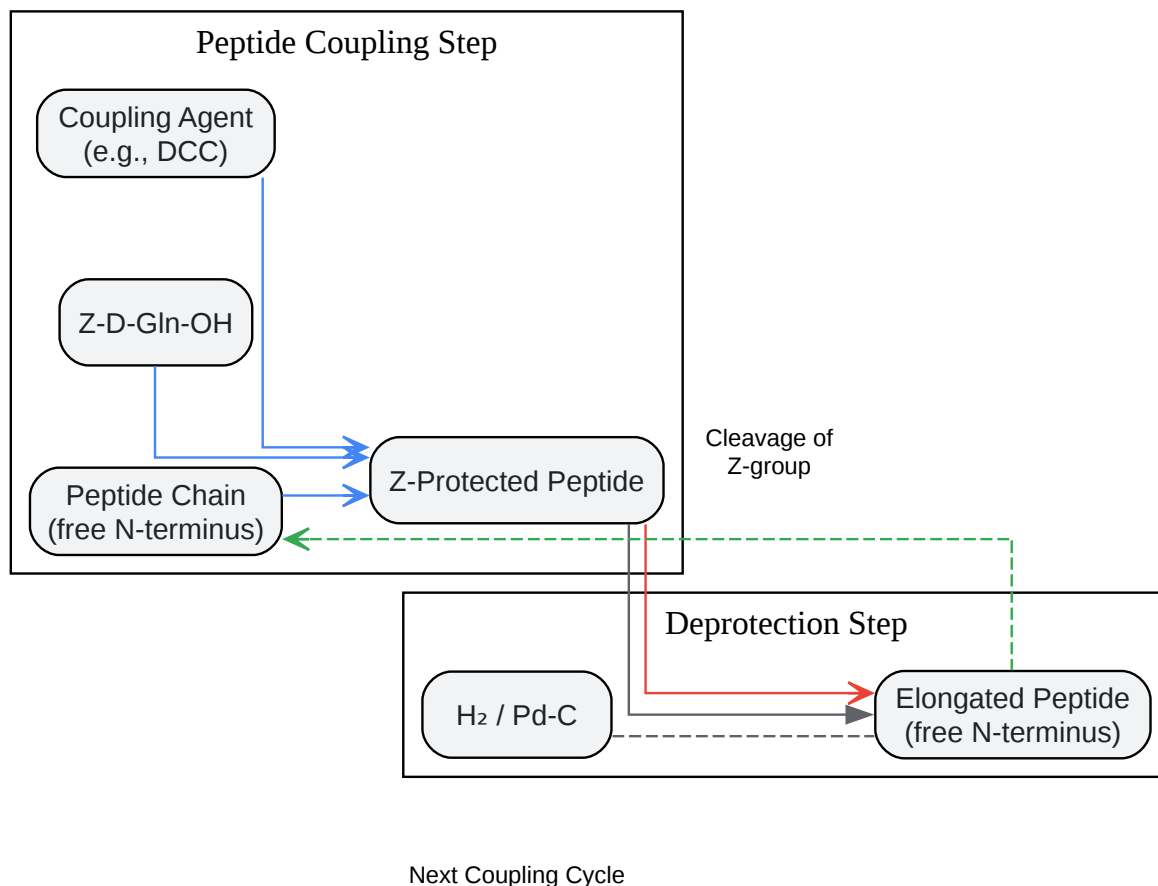 Peptide Coupling Step
Coupling Agent
(e.g., DCC)
Z-D-Gln-OH
Peptide Chain
(free N-terminus)
Z-Protected Peptide
Cleavage of
Z-group
Deprotection Step
H₂ / Pd-C
Elongated Peptide
(free N-terminus)
Next Coupling Cycle